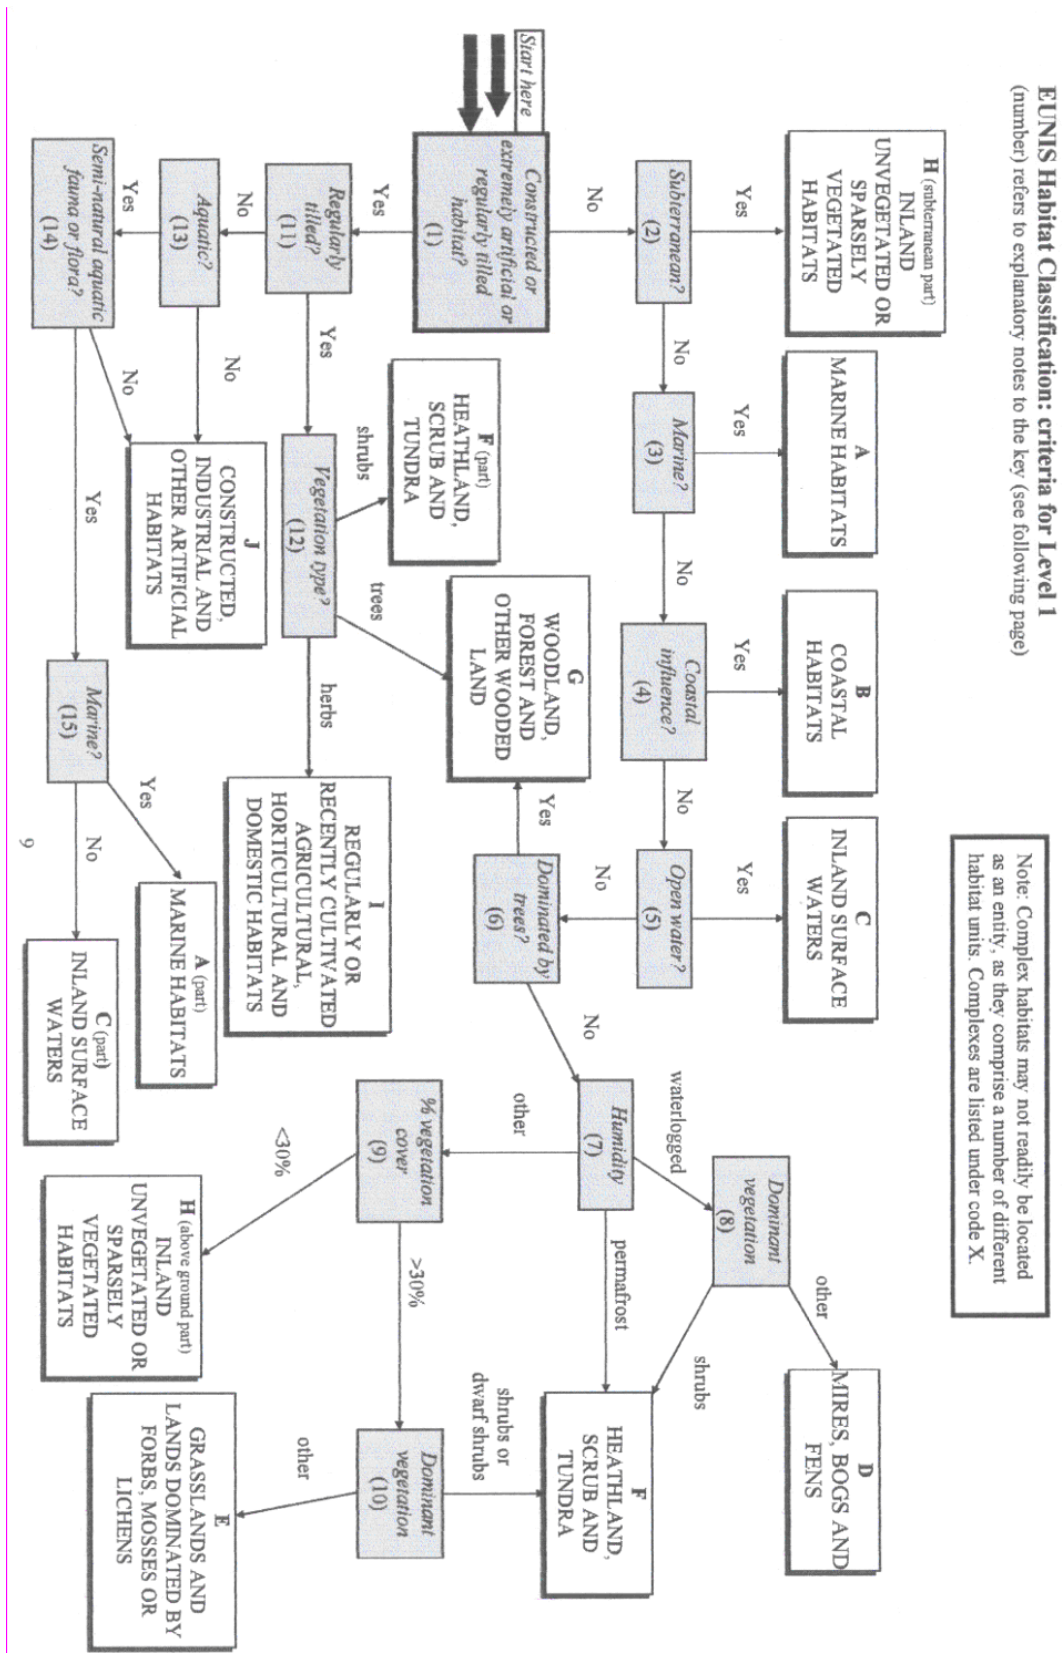 EUNIS Habitat Classification: criteria for Level 1
(number) refers to explanatory notes to the key (see following page)
Note: Complex habitats may not readily be located
as an entity, as they comprise a number of different
habitat units. Complexes are listed under code X.
H (subterranean part)
INLAND
UNVEGETATED OR
SPARSELY
VEGETATED
HABITATS
A
MARINE HABITATS
B
COASTAL
HABITATS
C
INLAND SURFACE
WATERS
D
MIRES, BOGS AND
FENS
Yes
Yes
Yes
Yes
other
Subterranean?
(2)
No
Marine?
(3)
No
Coastal
influence?
(4)
No
Open water?
(5)
waterlogged
Dominant
vegetation
(8)
shrubs
Start here
No
No
No
Humidity
(7)
permafrost
F
HEATHLAND,
SCRUB AND
TUNDRA
Constructed or
extremely artificial or
regularly tilled
habitat?
(1)
G
WOODLAND,
FOREST AND
OTHER WOODED
LAND
Yes
Dominated by
trees?
(6)
other
shrubs or
dwarf shrubs
F (part)
HEATHLAND,
SCRUB AND
TUNDRA
Yes
shrubs
trees
% vegetation
cover
(9)
>30%
Dominant
vegetation
(10)
Regularly
tilled?
(11)
Yes
Vegetation type?
(12)
herbs
I
REGULARLY OR
RECENTLY CULTIVATED
AGRICULTURAL,
HORTICULTURAL AND
DOMESTIC HABITATS
<30%
other
No
Aquatic?
(13)
No
J
CONSTRUCTED,
INDUSTRIAL AND
OTHER ARTIFICIAL
HABITATS
A (part)
MARINE HABITATS
H (above ground part)
INLAND
UNVEGETATED OR
SPARSELY
VEGETATED
HABITATS
E
GRASSLANDS AND
LANDS DOMINATED BY
FORBS, MOSSES OR
LICHENS
Yes
No
Yes
Semi-natural aquatic
fauna or flora?
(14)
Yes
Marine?
(15)
No
C (part)
INLAND SURFACE
WATERS
9